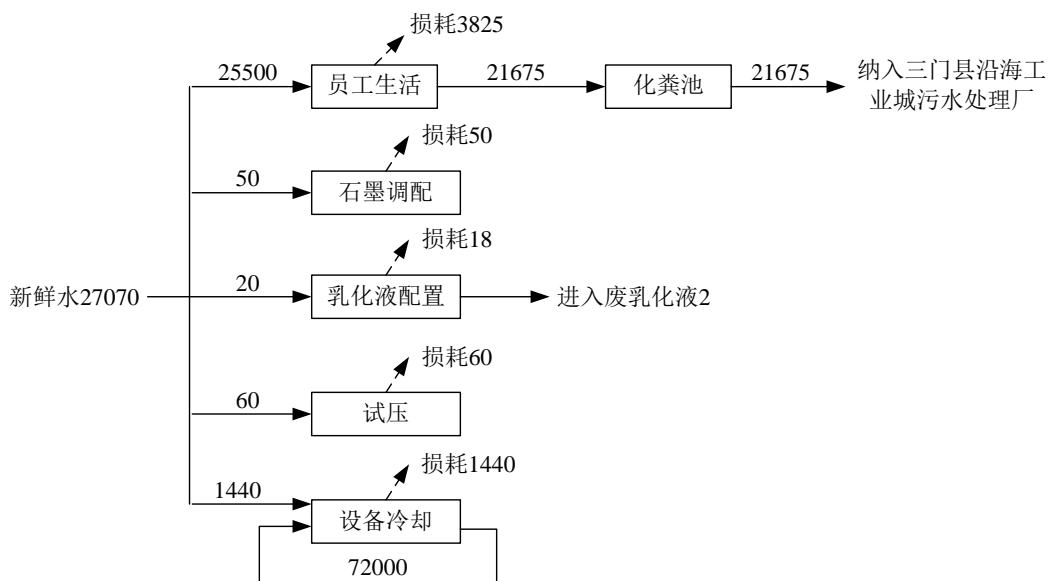 损耗3825
25500
员工生活
21675
化粪池
21675
纳入三门县沿海工
业城污水处理厂
损耗50
50
石墨调配
损耗18
新鲜水27070
20
乳化液配置
进入废乳化液2
损耗60
60
试压
损耗1440
1440
设备冷却
72000